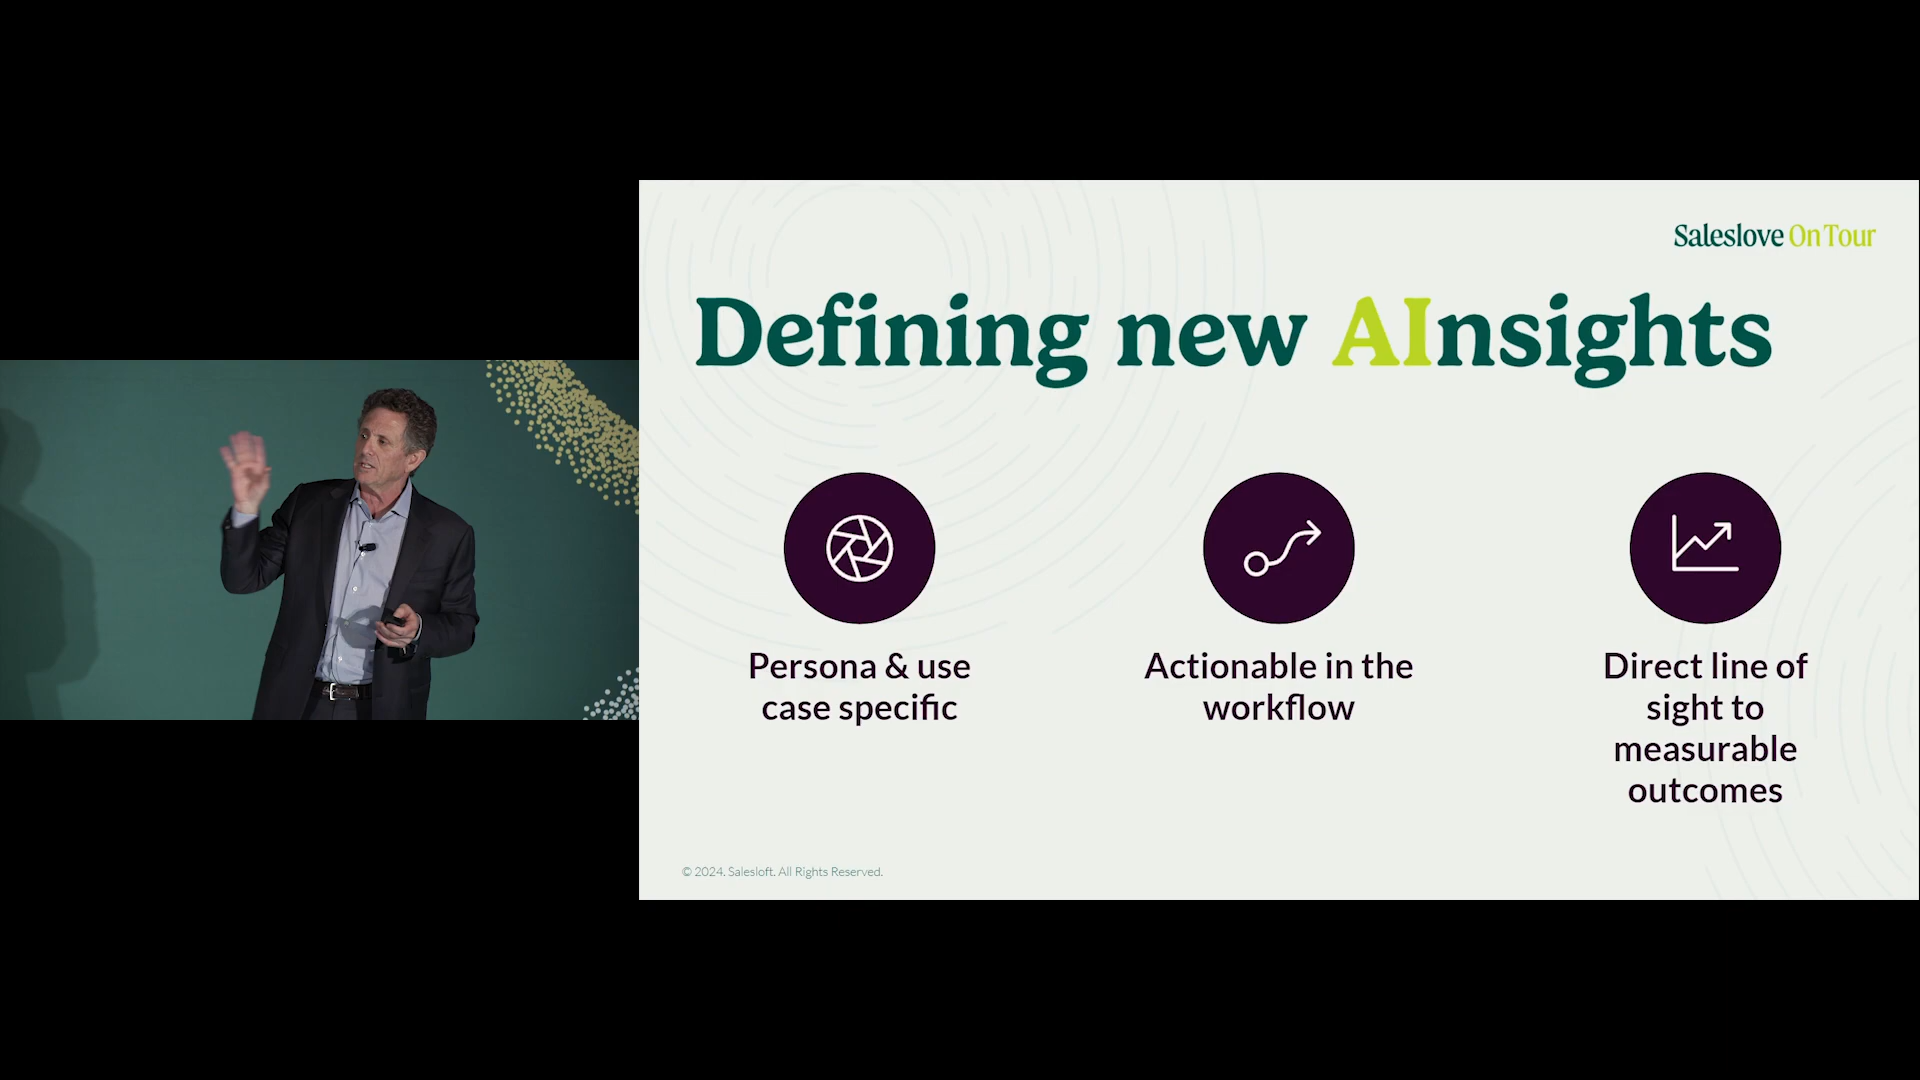 Saleslove On Tour
Defining new AInsights
Persona & use
case specific
Actionable in the
workflow
Direct line of
sight to
measurable
outcomes
© 2024. Salesloft. All Rights Reserved.